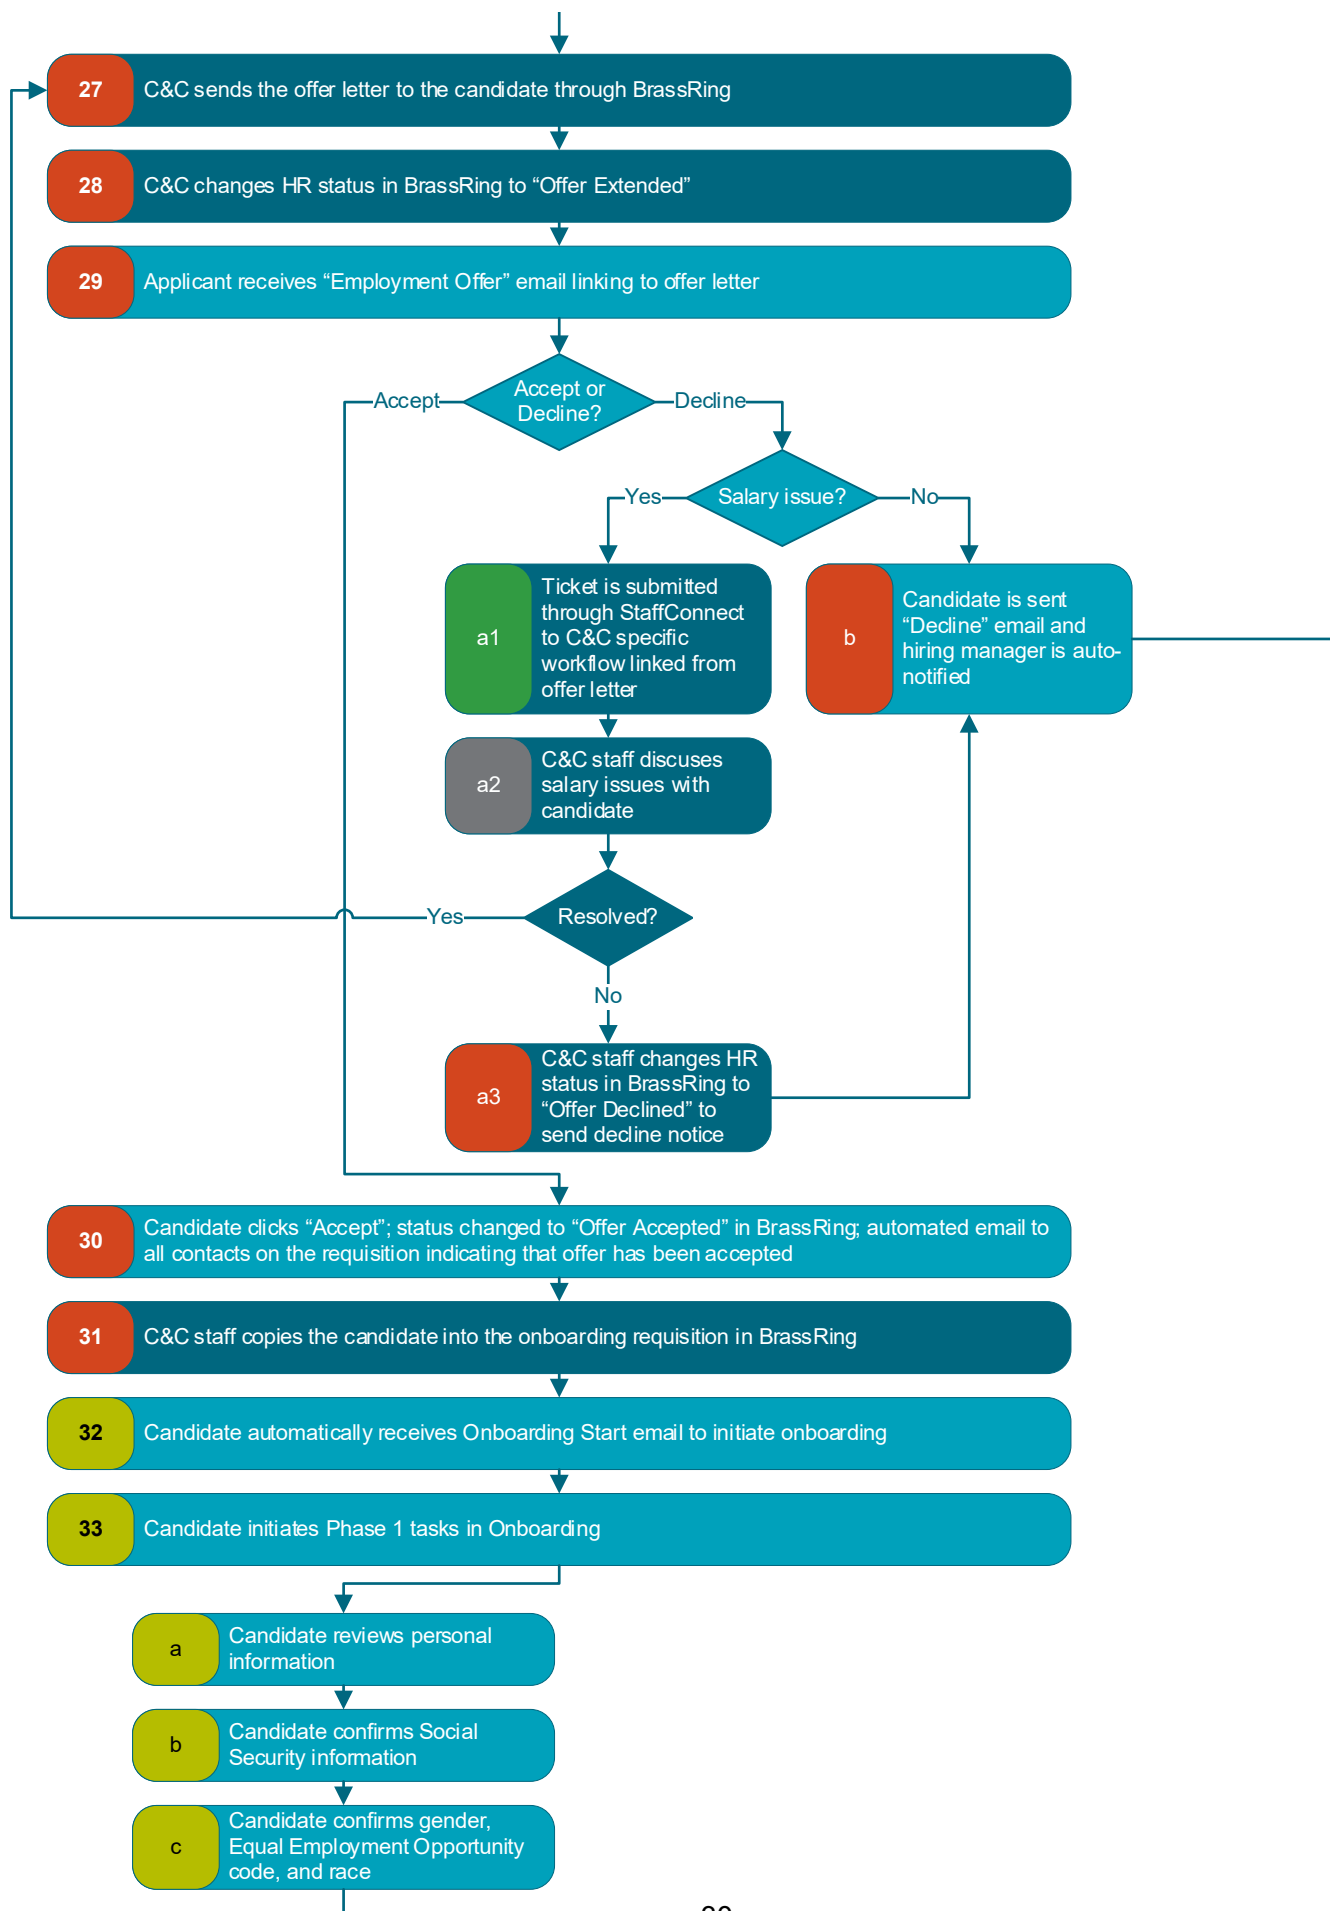 27
C&C sends the offer letter to the candidate through BrassRing
28
C&C changes HR status in BrassRing to “Offer Extended”
29
Applicant receives “Employment Offer” email linking to offer letter
Accept or
Decline?
Accept
Decline
Salary issue?
Yes
No
a1
Ticket is submitted
through StaffConnect
to C&C specific
workflow linked from
offer letter
b
Candidate is sent
“Decline” email and
hiring manager is auto-
notified
a2
C&C staff discuses
salary issues with
candidate
Resolved?
Yes
No
a3
C&C staff changes HR
status in BrassRing to
“Offer Declined” to
send decline notice
30
Candidate clicks “Accept”; status changed to “Offer Accepted” in BrassRing; automated email to
all contacts on the requisition indicating that offer has been accepted
31
C&C staff copies the candidate into the onboarding requisition in BrassRing
32
Candidate automatically receives Onboarding Start email to initiate onboarding
33
Candidate initiates Phase 1 tasks in Onboarding
a
Candidate reviews personal
information
b
Candidate confirms Social
Security information
c
Candidate confirms gender,
Equal Employment Opportunity
code, and race